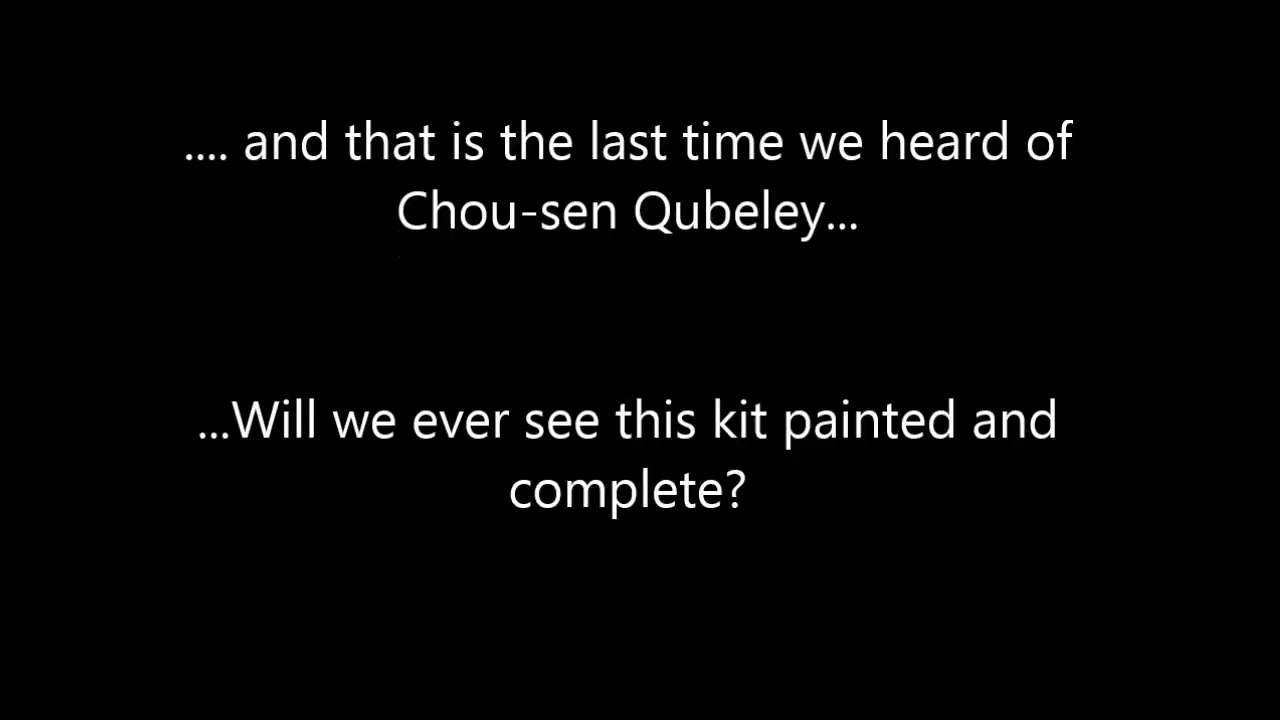 .... and that is the last time we heard of
Chou-sen Qubeley...
...Will we ever see this kit painted and
complete?